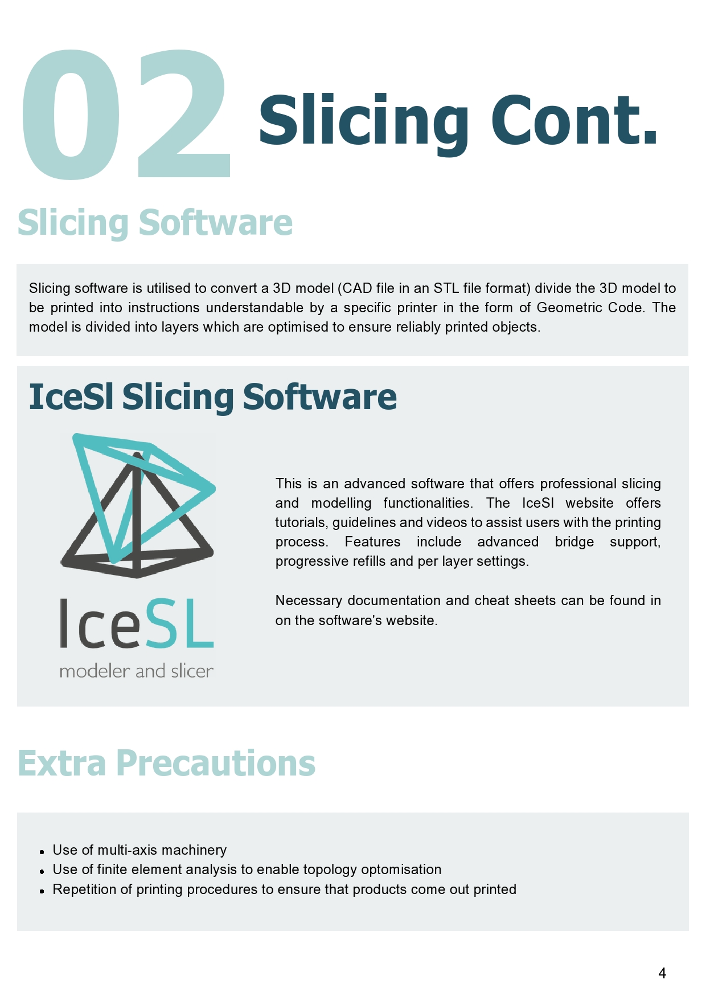 02
Slicing Cont.
Slicing Software
Slicing software is utilised to convert a 3D model (CAD file in an STL file format) divide the 3D model to
be printed into instructions understandable by a specific printer in the form of Geometric Code. The
model is divided into layers which are optimised to ensure reliably printed objects.
IceSl Slicing Software
IceSL
modeler and slicer
This is an advanced software that offers professional slicing
and modelling functionalities. The IceSl website offers
tutorials, guidelines and videos to assist users with the printing
process. Features include advanced bridge support,
progressive refills and per layer settings.
Necessary documentation and cheat sheets can be found in
on the software's website.
Extra Precautions
• Use of multi-axis machinery
• Use of finite element analysis to enable topology optomisation
• Repetition of printing procedures to ensure that products come out printed
4